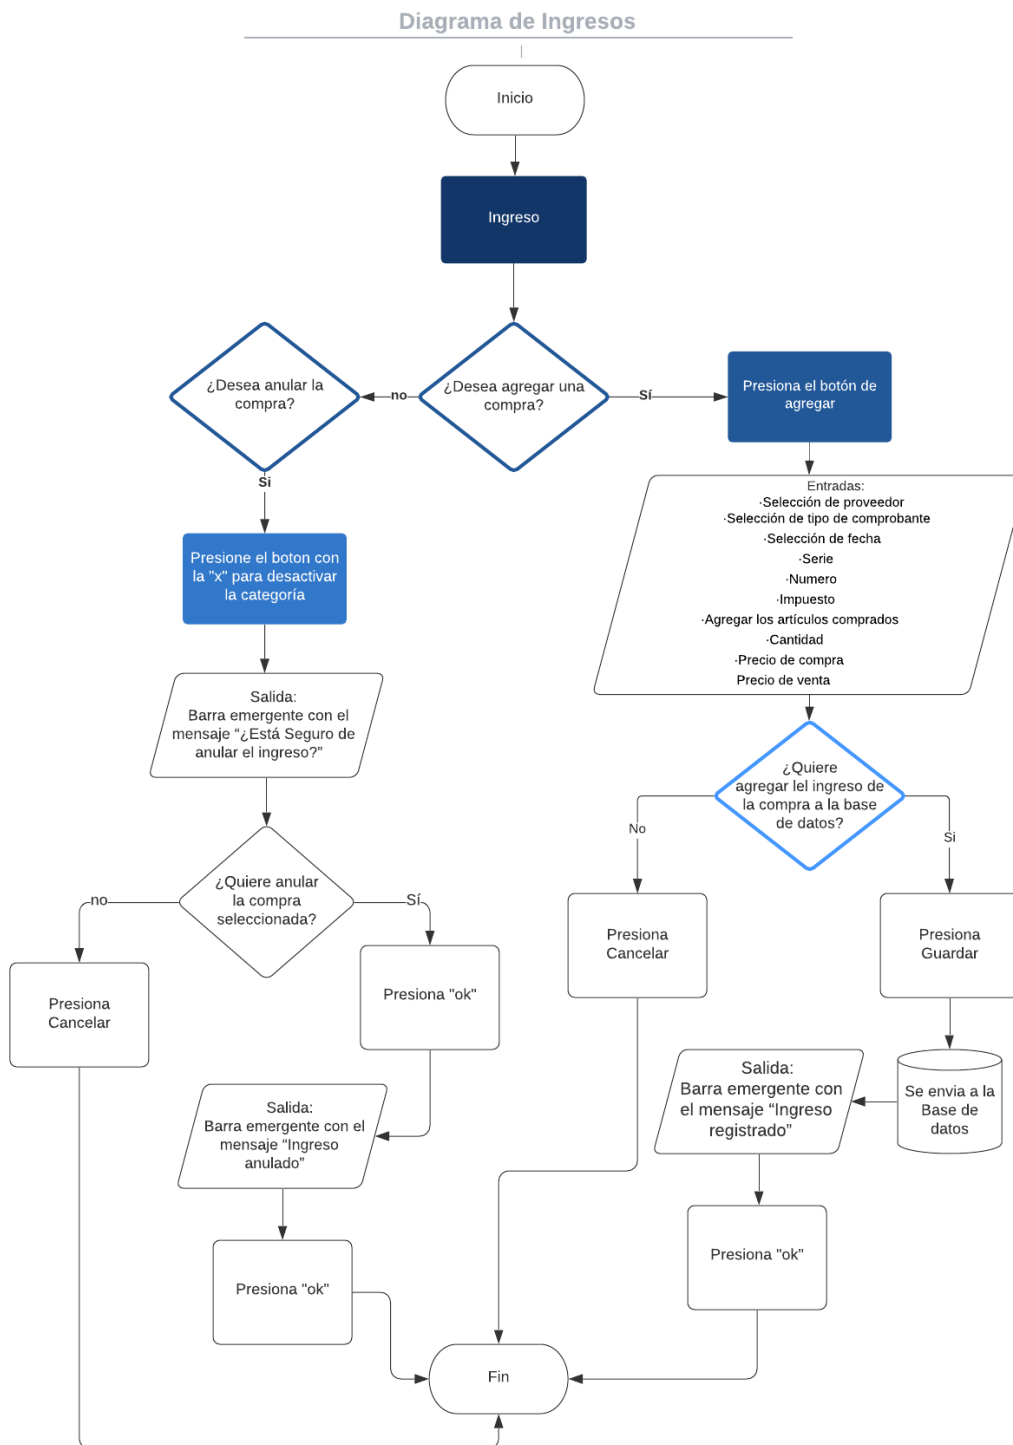 Diagrama de Ingresos
Inicio
Ingreso
¿Desea anular la
compra?
no
¿Desea agregar una
compra?
Sí
Presiona el botón de
agregar
Si
Presione el boton con
la "x" para desactivar
la categoría
Entradas:
·Selección de proveedor
·Selección de tipo de comprobante
·Selección de fecha
·Serie
·Numero
·Impuesto
·Agregar los artículos comprados
·Cantidad
·Precio de compra
Precio de venta
Salida:
Barra emergente con el
mensaje “¿Está Seguro de
anular el ingreso?”
¿Quiere
agregar lel ingreso de
la compra a la base
de datos?
No
Si
¿Quiere anular
la compra
seleccionada?
no
Sí
Presiona
Cancelar
Presiona "ok"
Presiona
Cancelar
Presiona
Guardar
Salida:
Barra emergente con el
mensaje “Ingreso
anulado”
Salida:
Barra emergente con
el mensaje “Ingreso
registrado”
Se envia a la
Base de
datos
Presiona "ok"
Presiona "ok"
Fin